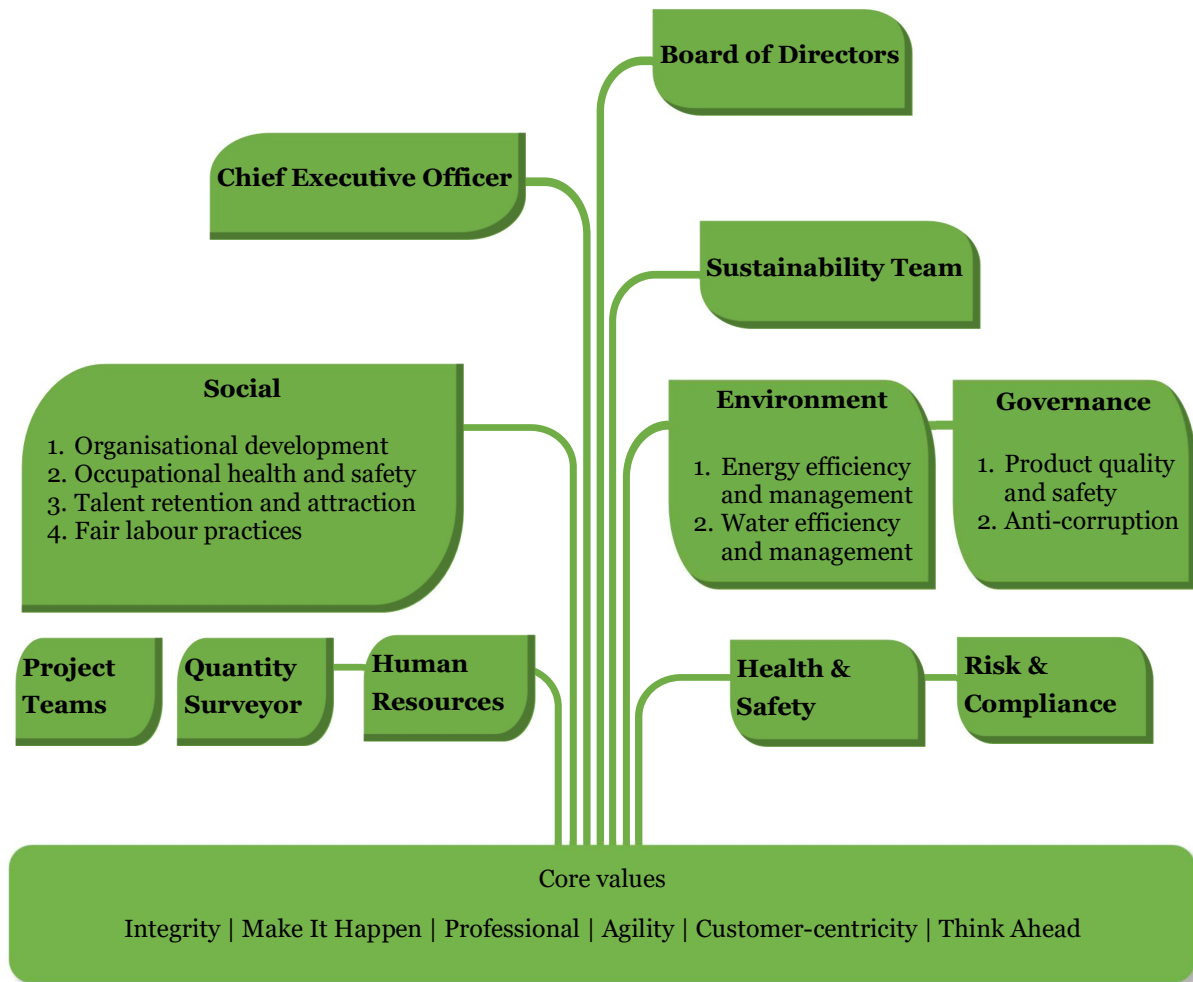 Board of Directors
Chief Executive Officer
Sustainability Team
Social
1. Organisational development
2. Occupational health and safety
3. Talent retention and attraction
4. Fair labour practices
Environment
1. Energy efficiency
and management
2. Water efficiency
and management
Governance
1. Product quality
and safety
2. Anti-corruption
Project
Teams
Quantity
Surveyor
Human
Resources
Health &
Safety
Risk &
Compliance
Core values
Integrity | Make It Happen | Professional | Agility | Customer-centricity | Think Ahead